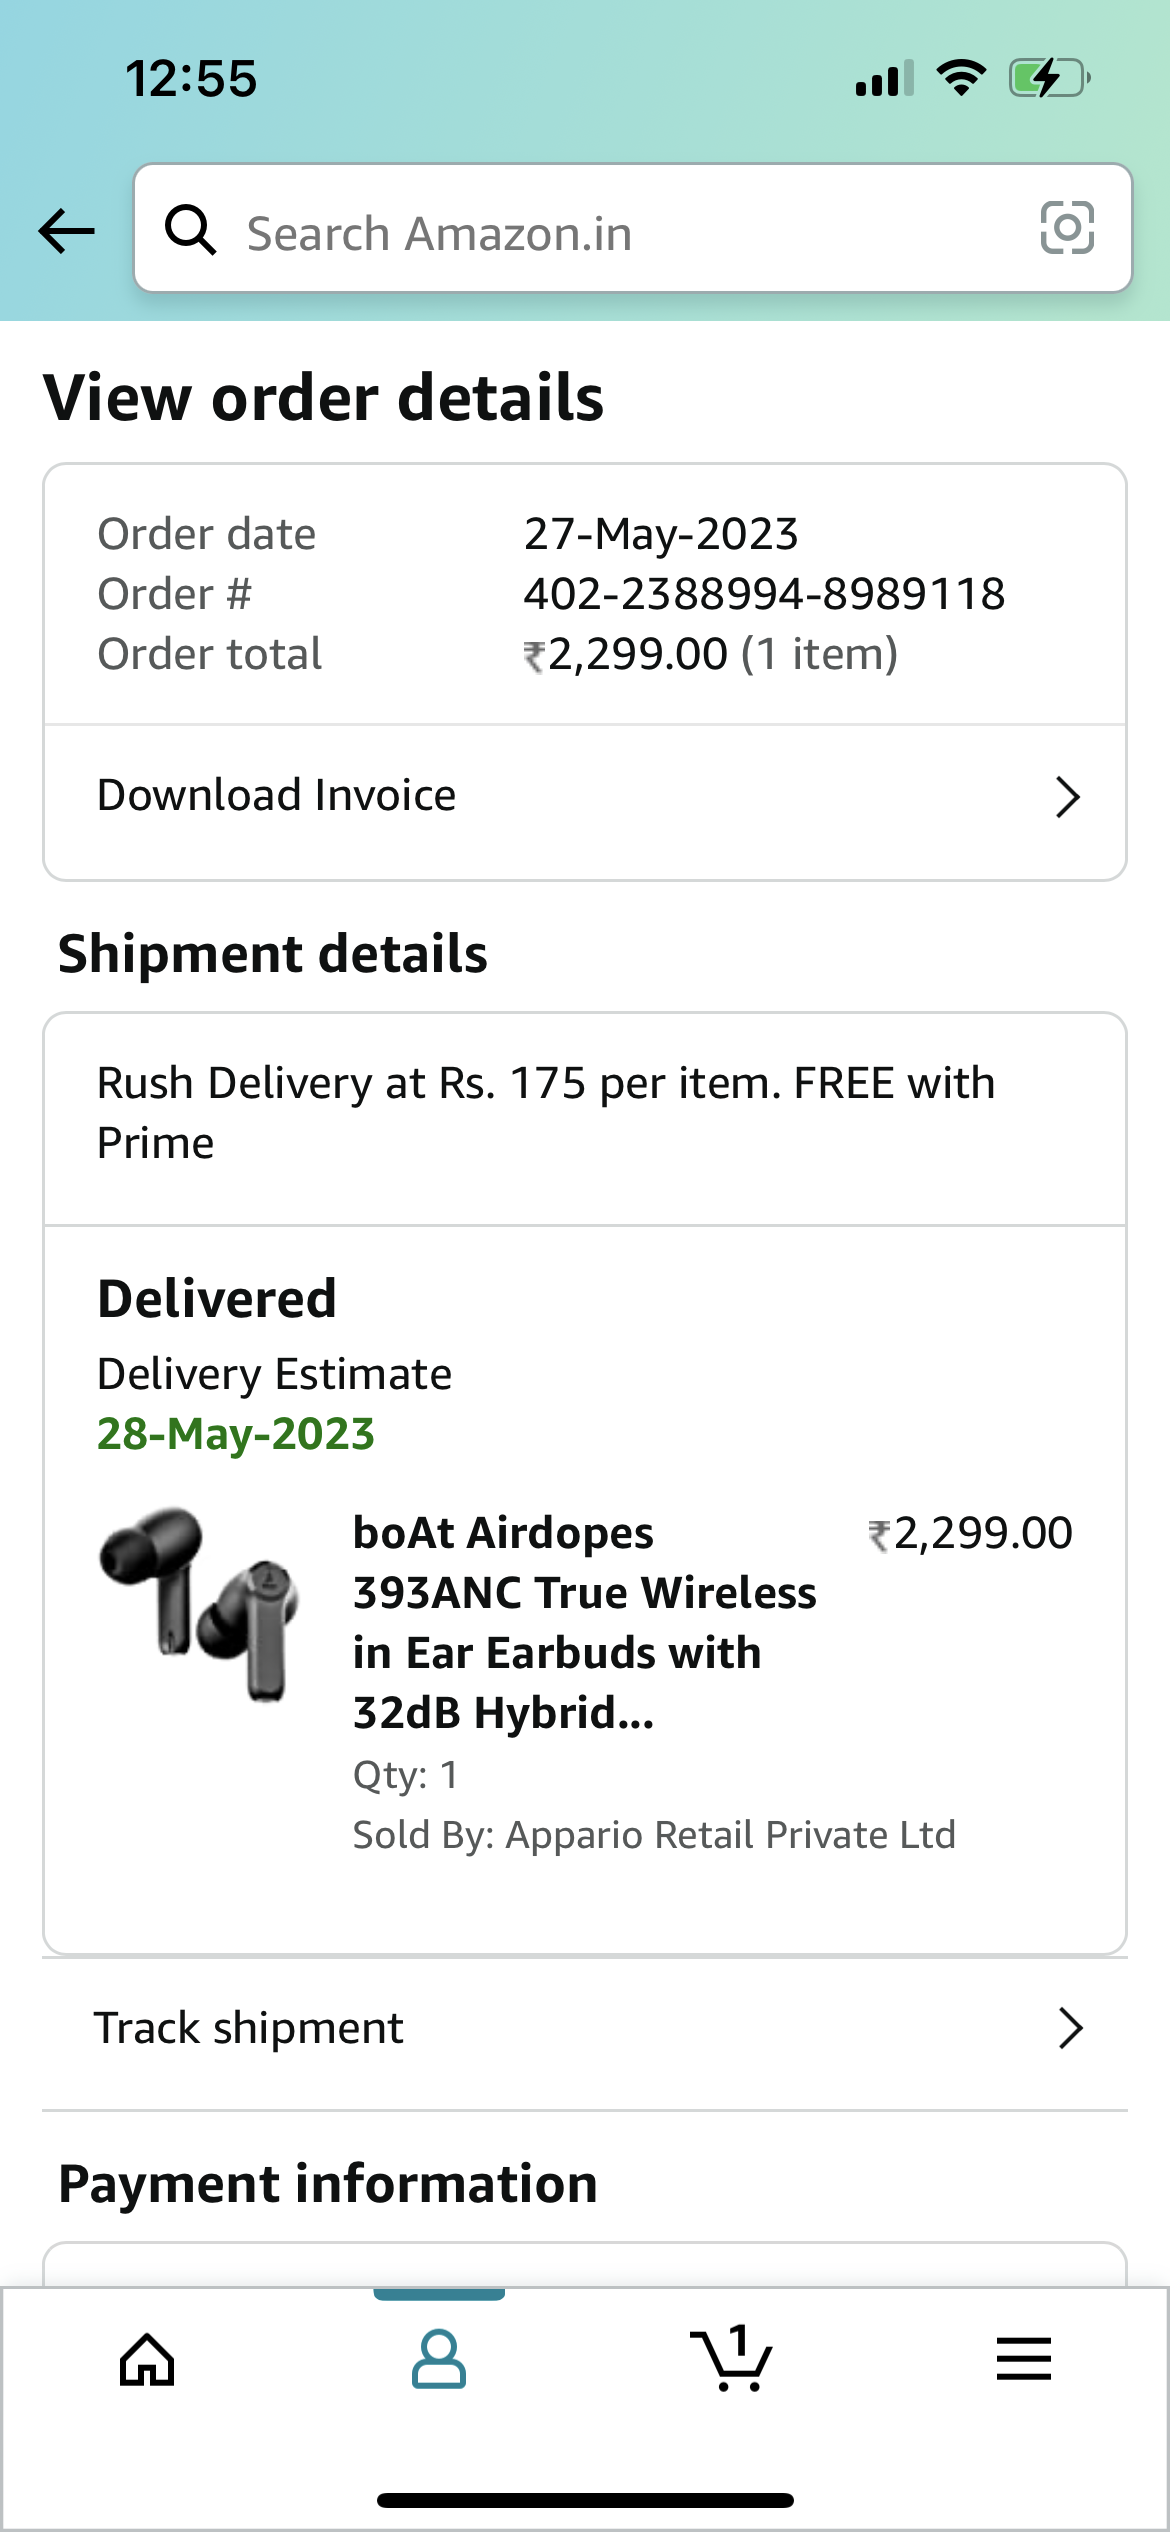 12:55
Search Amazon.in
View order details
Order date 27-May-2023
Order # 402-2388994-8989118
Order total ₹2,299.00 (1 item)
Download Invoice
Shipment details
Rush Delivery at Rs. 175 per item. FREE with
Prime
Delivered
Delivery Estimate
28-May-2023
boAt Airdopes ₹2,299.00
393ANC True Wireless
in Ear Earbuds with
32dB Hybrid...
Qty: 1
Sold By: Appario Retail Private Ltd
Track shipment
Payment information
1